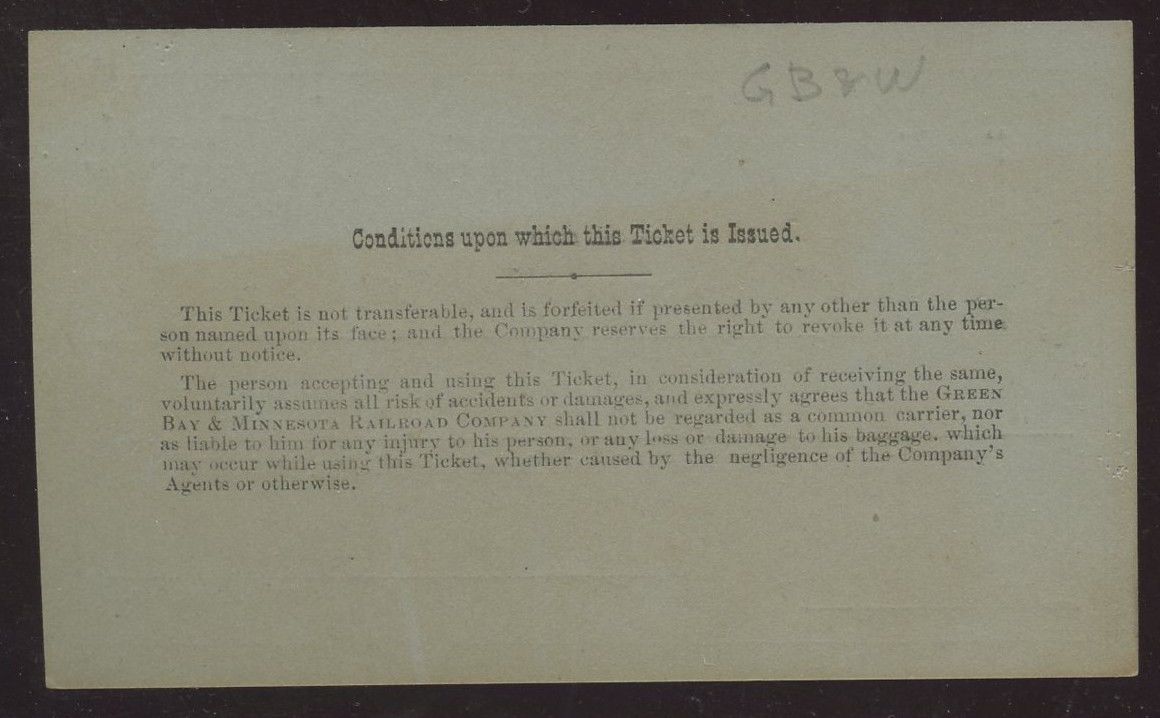 GB&W
Conditions upon which this Ticket is Issued.
This Ticket is not transferable, and is forfeited if presented by any other than the per-
son named upon its face; and the Company reserves the right to revoke it at any time
without notice.
The person accepting and using this Ticket, in consideration of receiving the same,
voluntarily assumes all risk of accidents or damages, and expressly agrees that the GREEN
BAY & MINNESOTA RAILROAD COMPANY shall not be regarded as a common carrier, nor
as liable to him for any injury to his person, or any loss or damage to his baggage, which
may occur while using this Ticket, whether caused by the negligence of the Company's
Agents or otherwise.